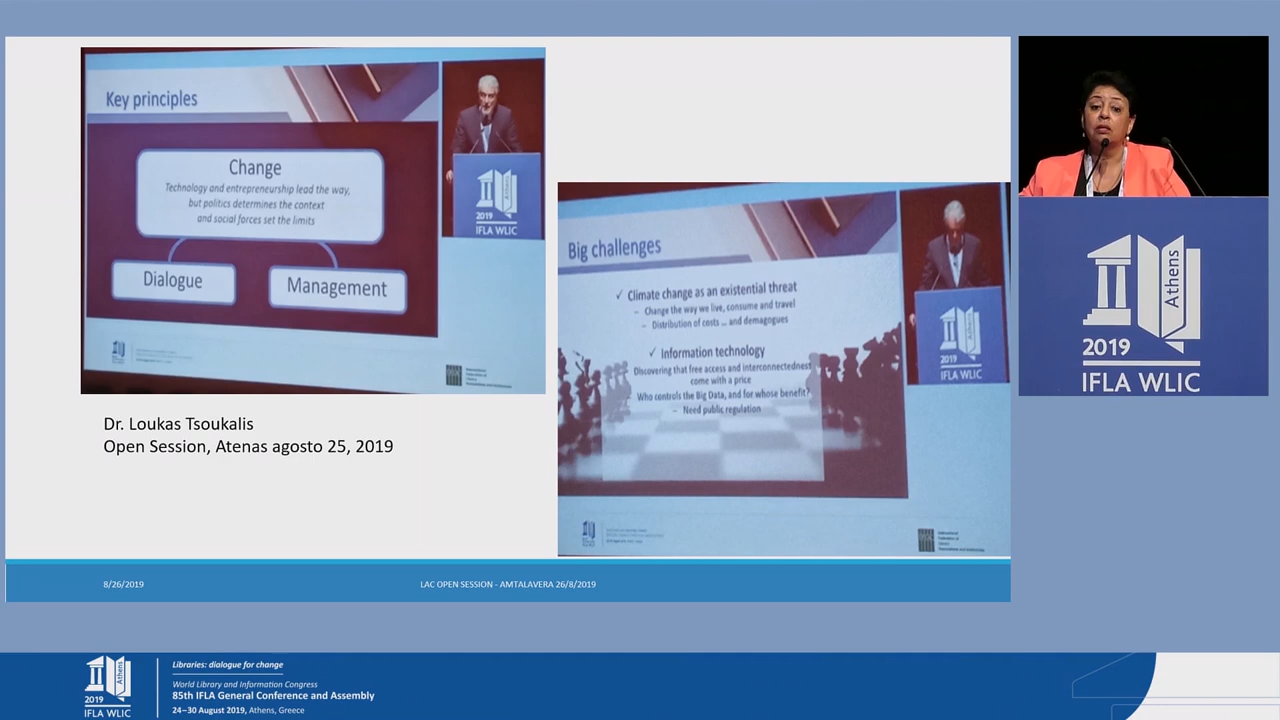 Key principles
Change
Technology and entrepreneurship lead the way,
but politics determines the context
and social forces set the limits
Dialogue
Management
2019
Athens
IFLA WLIC
Big challenges
✓ Climate change as an existential threat
– Change the way we live, consume and travel
– Distribution of costs ... and demagogues
✓ Information technology
Discovering that free access and interconnectedness
come with a price
Who controls the Big Data, and for whose benefit?
– Need public regulation
2019
Athens
IFLA WLIC
Dr. Loukas Tsoukalis
Open Session, Atenas agosto 25, 2019
8/26/2019
LAC OPEN SESSION - AMTALAVERA 26/8/2019
Athens
2019
IFLA WLIC
Athens
2019
IFLA WLIC
Libraries: dialogue for change
World Library and Information Congress
85th IFLA General Conference and Assembly
24–30 August 2019, Athens, Greece